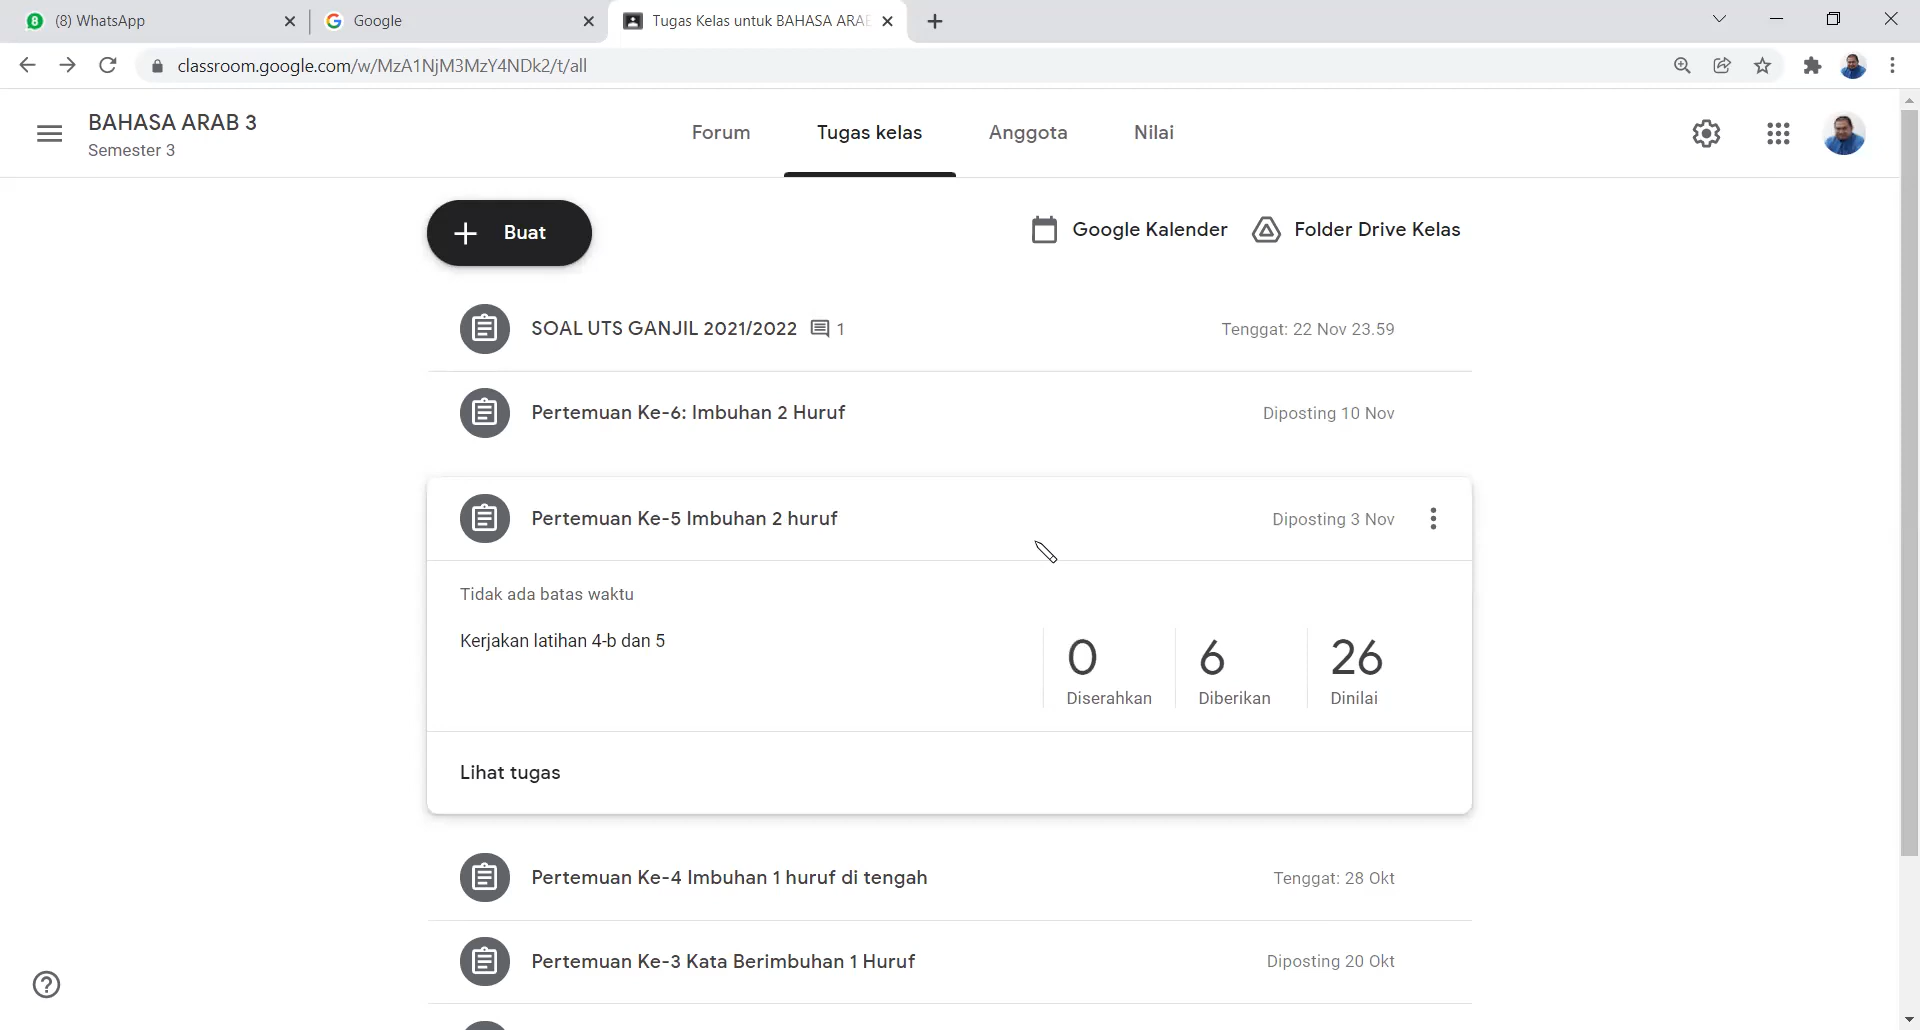 (8) WhatsApp
Google
Tugas Kelas untuk BAHASA ARAB
classroom.google.com/w/MzA1NjM3MzY4NDk2/t/all
BAHASA ARAB 3
Semester 3
Forum
Tugas kelas
Anggota
Nilai
Buat
Google Kalender
Folder Drive Kelas
SOAL UTS GANJIL 2021/2022 1
Tenggat: 22 Nov 23.59
Pertemuan Ke-6: Imbuhan 2 Huruf
Diposting 10 Nov
Pertemuan Ke-5 Imbuhan 2 huruf
Diposting 3 Nov
Tidak ada batas waktu
Kerjakan latihan 4-b dan 5
0
Diserahkan
6
Diberikan
26
Dinilai
Lihat tugas
Pertemuan Ke-4 Imbuhan 1 huruf di tengah
Tenggat: 28 Okt
Pertemuan Ke-3 Kata Berimbuhan 1 Huruf
Diposting 20 Okt